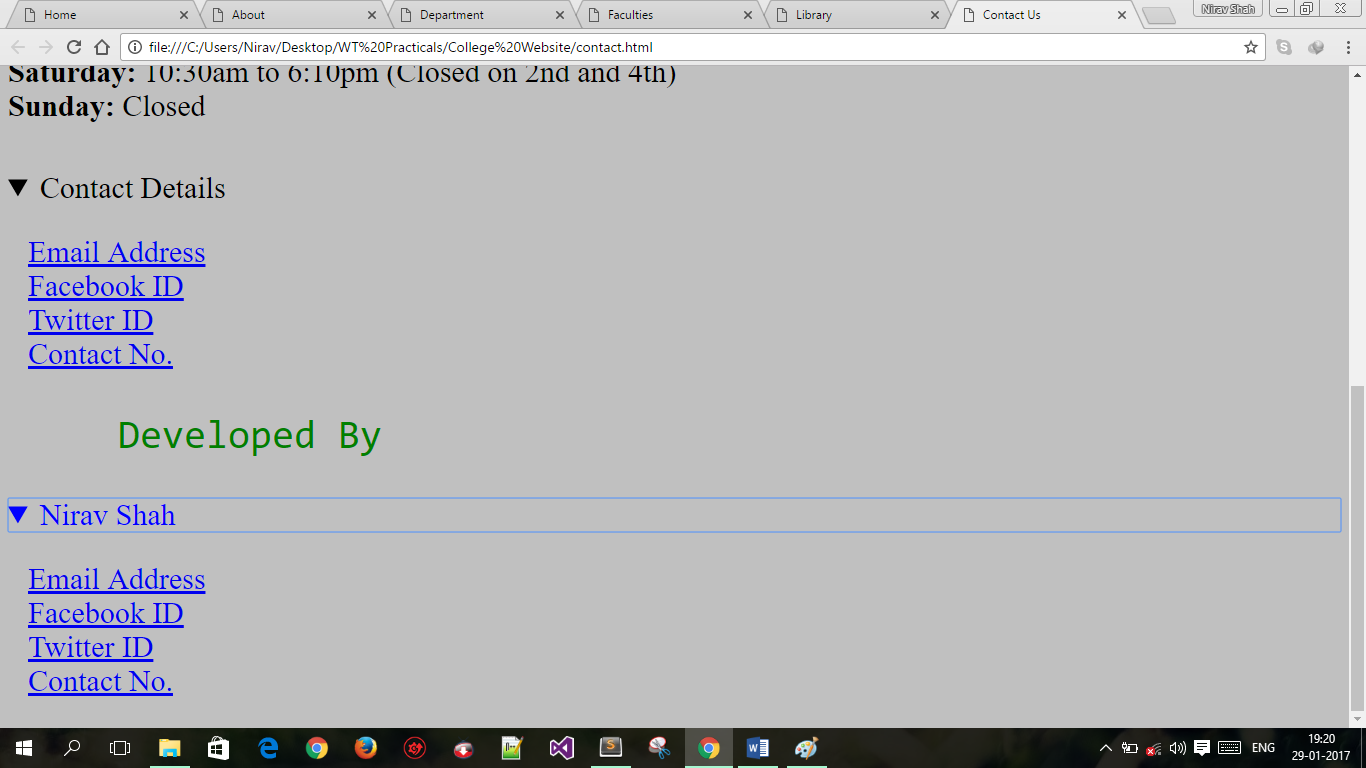 Home
About
Department
Faculties
Library
Contact Us
Nirav Shah
file:///C:/Users/Nirav/Desktop/WT%20Practicals/College%20Website/contact.html
Saturday: 10:30am to 6:10pm (Closed on 2nd and 4th)
Sunday: Closed
Contact Details
Email Address
Facebook ID
Twitter ID
Contact No.
Developed By
Nirav Shah
Email Address
Facebook ID
Twitter ID
Contact No.
ENG
19:20
29-01-2017